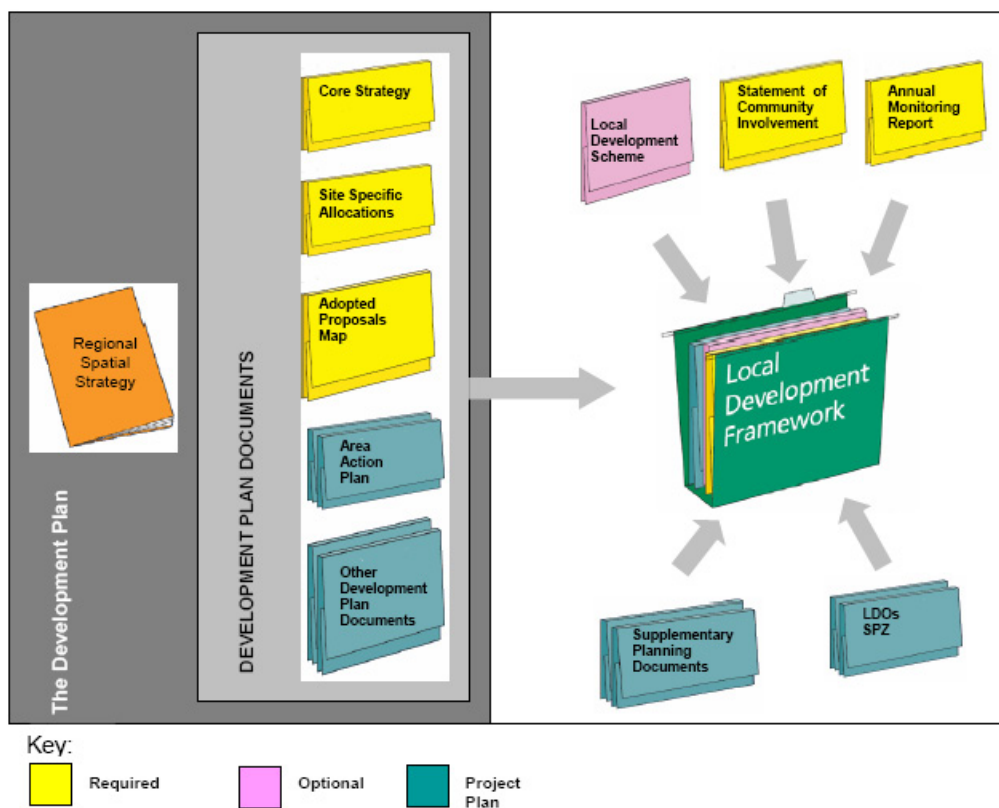 The Development Plan
Regional
Spatial
Strategy
DEVELOPMENT PLAN DOCUMENTS
Core Strategy
Site Specific
Allocations
Adopted
Proposals
Map
Area
Action
Plan
Other
Development
Plan
Documents
Local
Development
Scheme
Statement of
Community
Involvement
Annual
Monitoring
Report
Local
Development
Framework
Supplementary
Planning
Documents
LDOs
SPZ
Key:
Required
Optional
Project
Plan